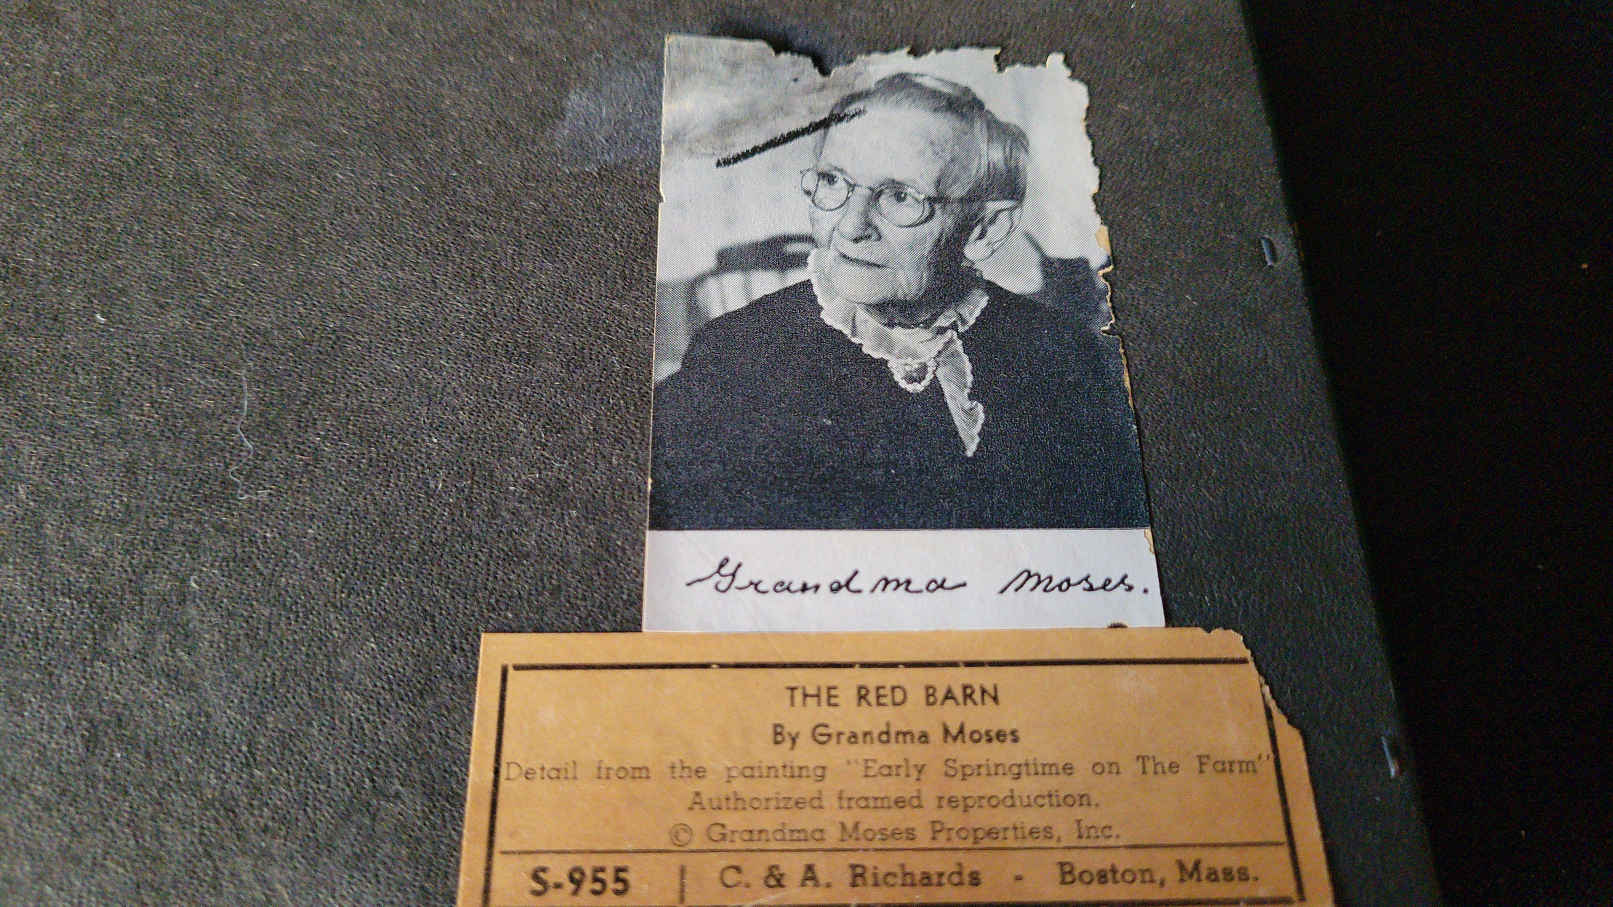 Grandma Moses.
THE RED BARN
By Grandma Moses
Detail from the painting "Early Springtime on The Farm"
Authorized framed reproduction.
© Grandma Moses Properties, Inc.
S-955 | C. & A. Richards - Boston, Mass.